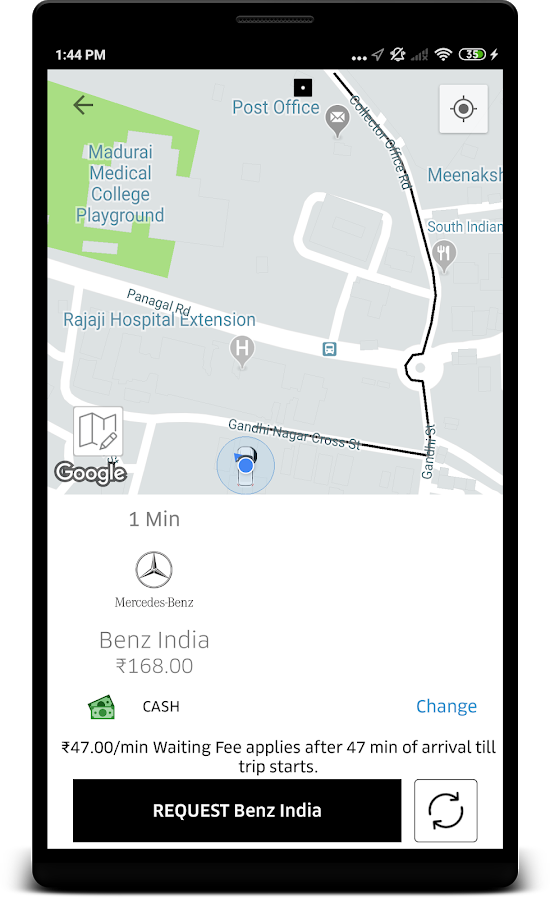 1:44 PM
35
Post Office
Collector Office Rd
Madurai
Medical
College
Playground
Meenaksh
South Indian
Panagal Rd
Rajaji Hospital Extension
H
Gandhi Nagar Cross St
Gandhi St
Google
1 Min
Mercedes-Benz
Benz India
₹168.00
CASH
Change
₹47.00/min Waiting Fee applies after 47 min of arrival till
trip starts.
REQUEST Benz India